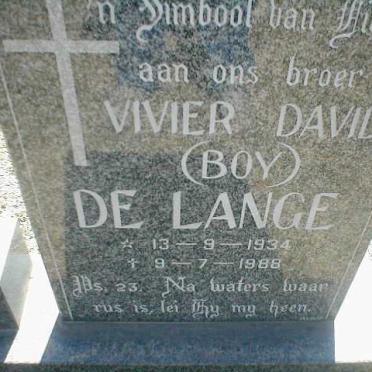 'n Simbool van
aan ons broer
VIVIER DAVID
(BOY)
DE LANGE
☆ 13-9-1934
† 9-7-1988
Ps. 23. Na waters waar
rus is, lei Hy my heen.